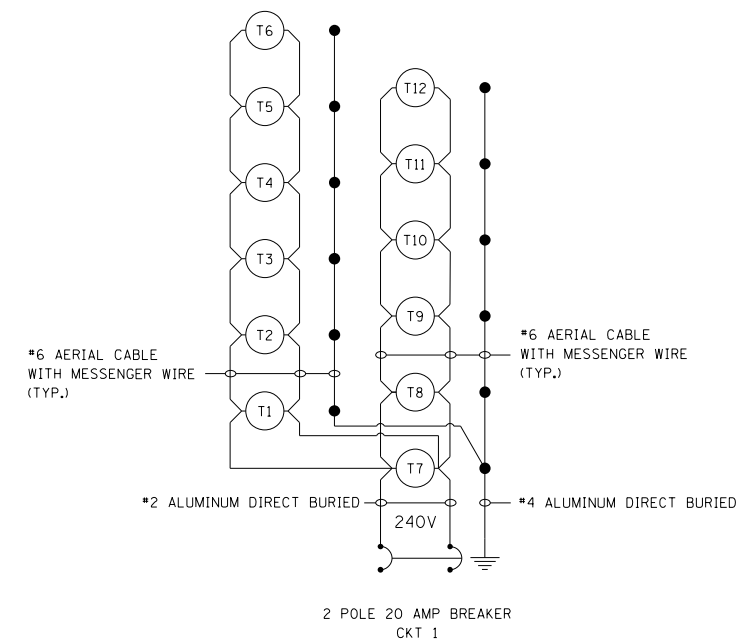 T6
T5
T4
T3
T2
T1
T12
T11
T10
T9
T8
T7
#6 AERIAL CABLE
WITH MESSENGER WIRE
(TYP.)
#6 AERIAL CABLE
WITH MESSENGER WIRE
(TYP.)
#2 ALUMINUM DIRECT BURIED
#4 ALUMINUM DIRECT BURIED
240V
2 POLE 20 AMP BREAKER
CKT 1